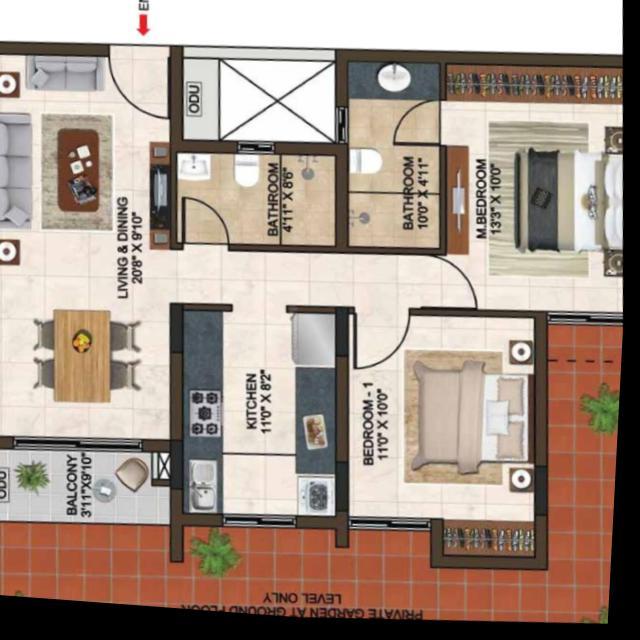 ODU
LIVING & DINING
20'8" X 9'10"
BATHROOM
4'11" X 8'6"
BATHROOM
10'0" X 4'11"
M.BEDROOM
13'3" X 10'0"
KITCHEN
11'0" X 8'2"
BEDROOM - 1
11'0" X 10'0"
ODU
BALCONY
3'11"X9'10"
PRIVATE GARDEN AT GROUND FLOOR
LEVEL ONLY